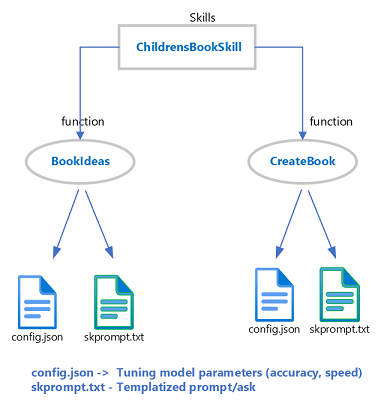 Skills
ChildrensBookSkill
function
function
BookIdeas
CreateBook
config.json
skprompt.txt
config.json
skprompt.txt
config.json -> Tuning model parameters (accuracy, speed)
skprompt.txt - Templatized prompt/ask